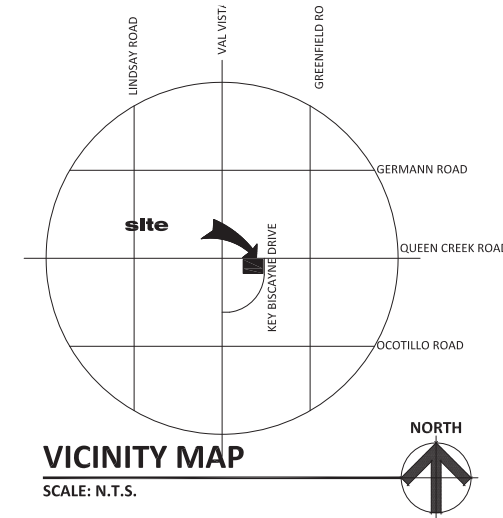 LINDSAY ROAD
VAL VISTA
GREENFIELD RO
GERMANN ROAD
site
QUEEN CREEK ROAD
KEY BISCAYNE DRIVE
OCOTILLO ROAD
NORTH
VICINITY MAP
SCALE: N.T.S.